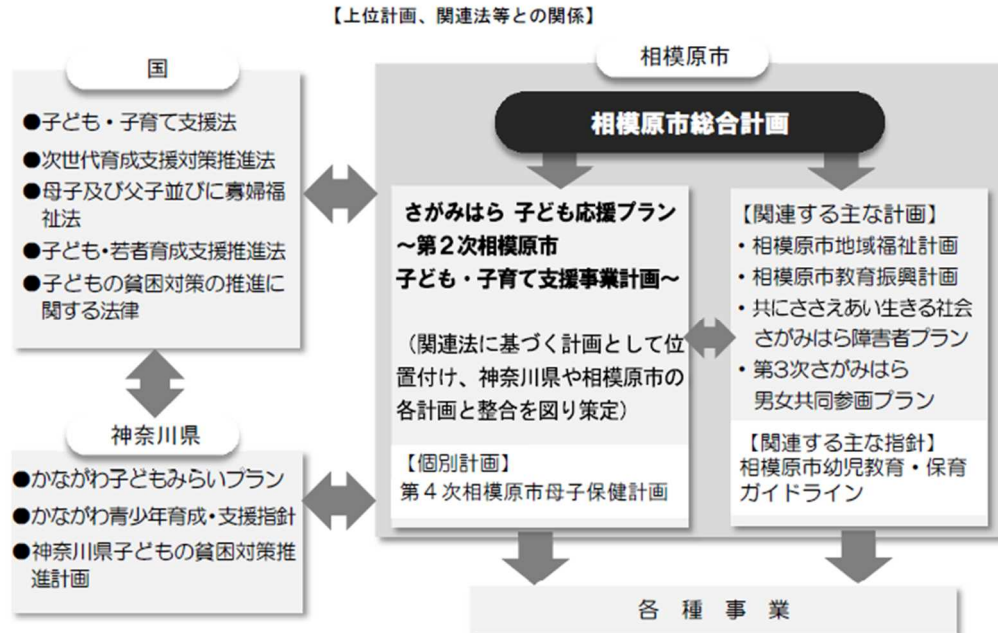 【上位計画、関連法等との関係】
国
●子ども・子育て支援法
●次世代育成支援対策推進法
●母子及び父子並びに寡婦福
祉法
●子ども・若者育成支援推進法
●子どもの貧困対策の推進に
関する法律
神奈川県
●かながわ子どもみらいプラン
●かながわ青少年育成・支援指針
●神奈川県子どもの貧困対策推
進計画
相模原市
相模原市総合計画
さがみはら 子ども応援プラン
~第2次相模原市
子ども・子育て支援事業計画~
（関連法に基づく計画として位
置付け、神奈川県や相模原市の
各計画と整合を図り策定）
【個別計画】
第4次相模原市母子保健計画
【関連する主な計画】
・相模原市地域福祉計画
・相模原市教育振興計画
・共にささえあい生きる社会
さがみはら障害者プラン
・第3次さがみはら
男女共同参画プラン
【関連する主な指針】
相模原市幼児教育・保育
ガイドライン
各 種 事 業